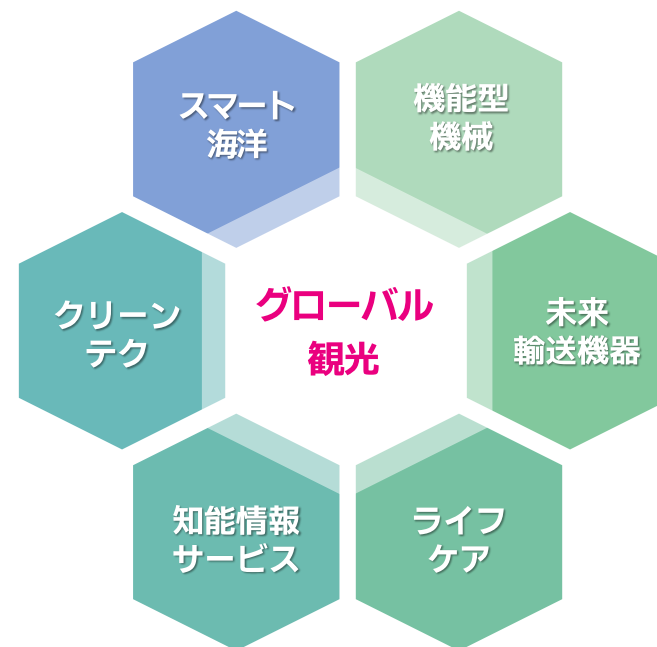 スマート
海洋
機能型
機械
クリーン
テク
グローバル
観光
未来
輸送機器
知能情報
サービス
ライフ
ケア